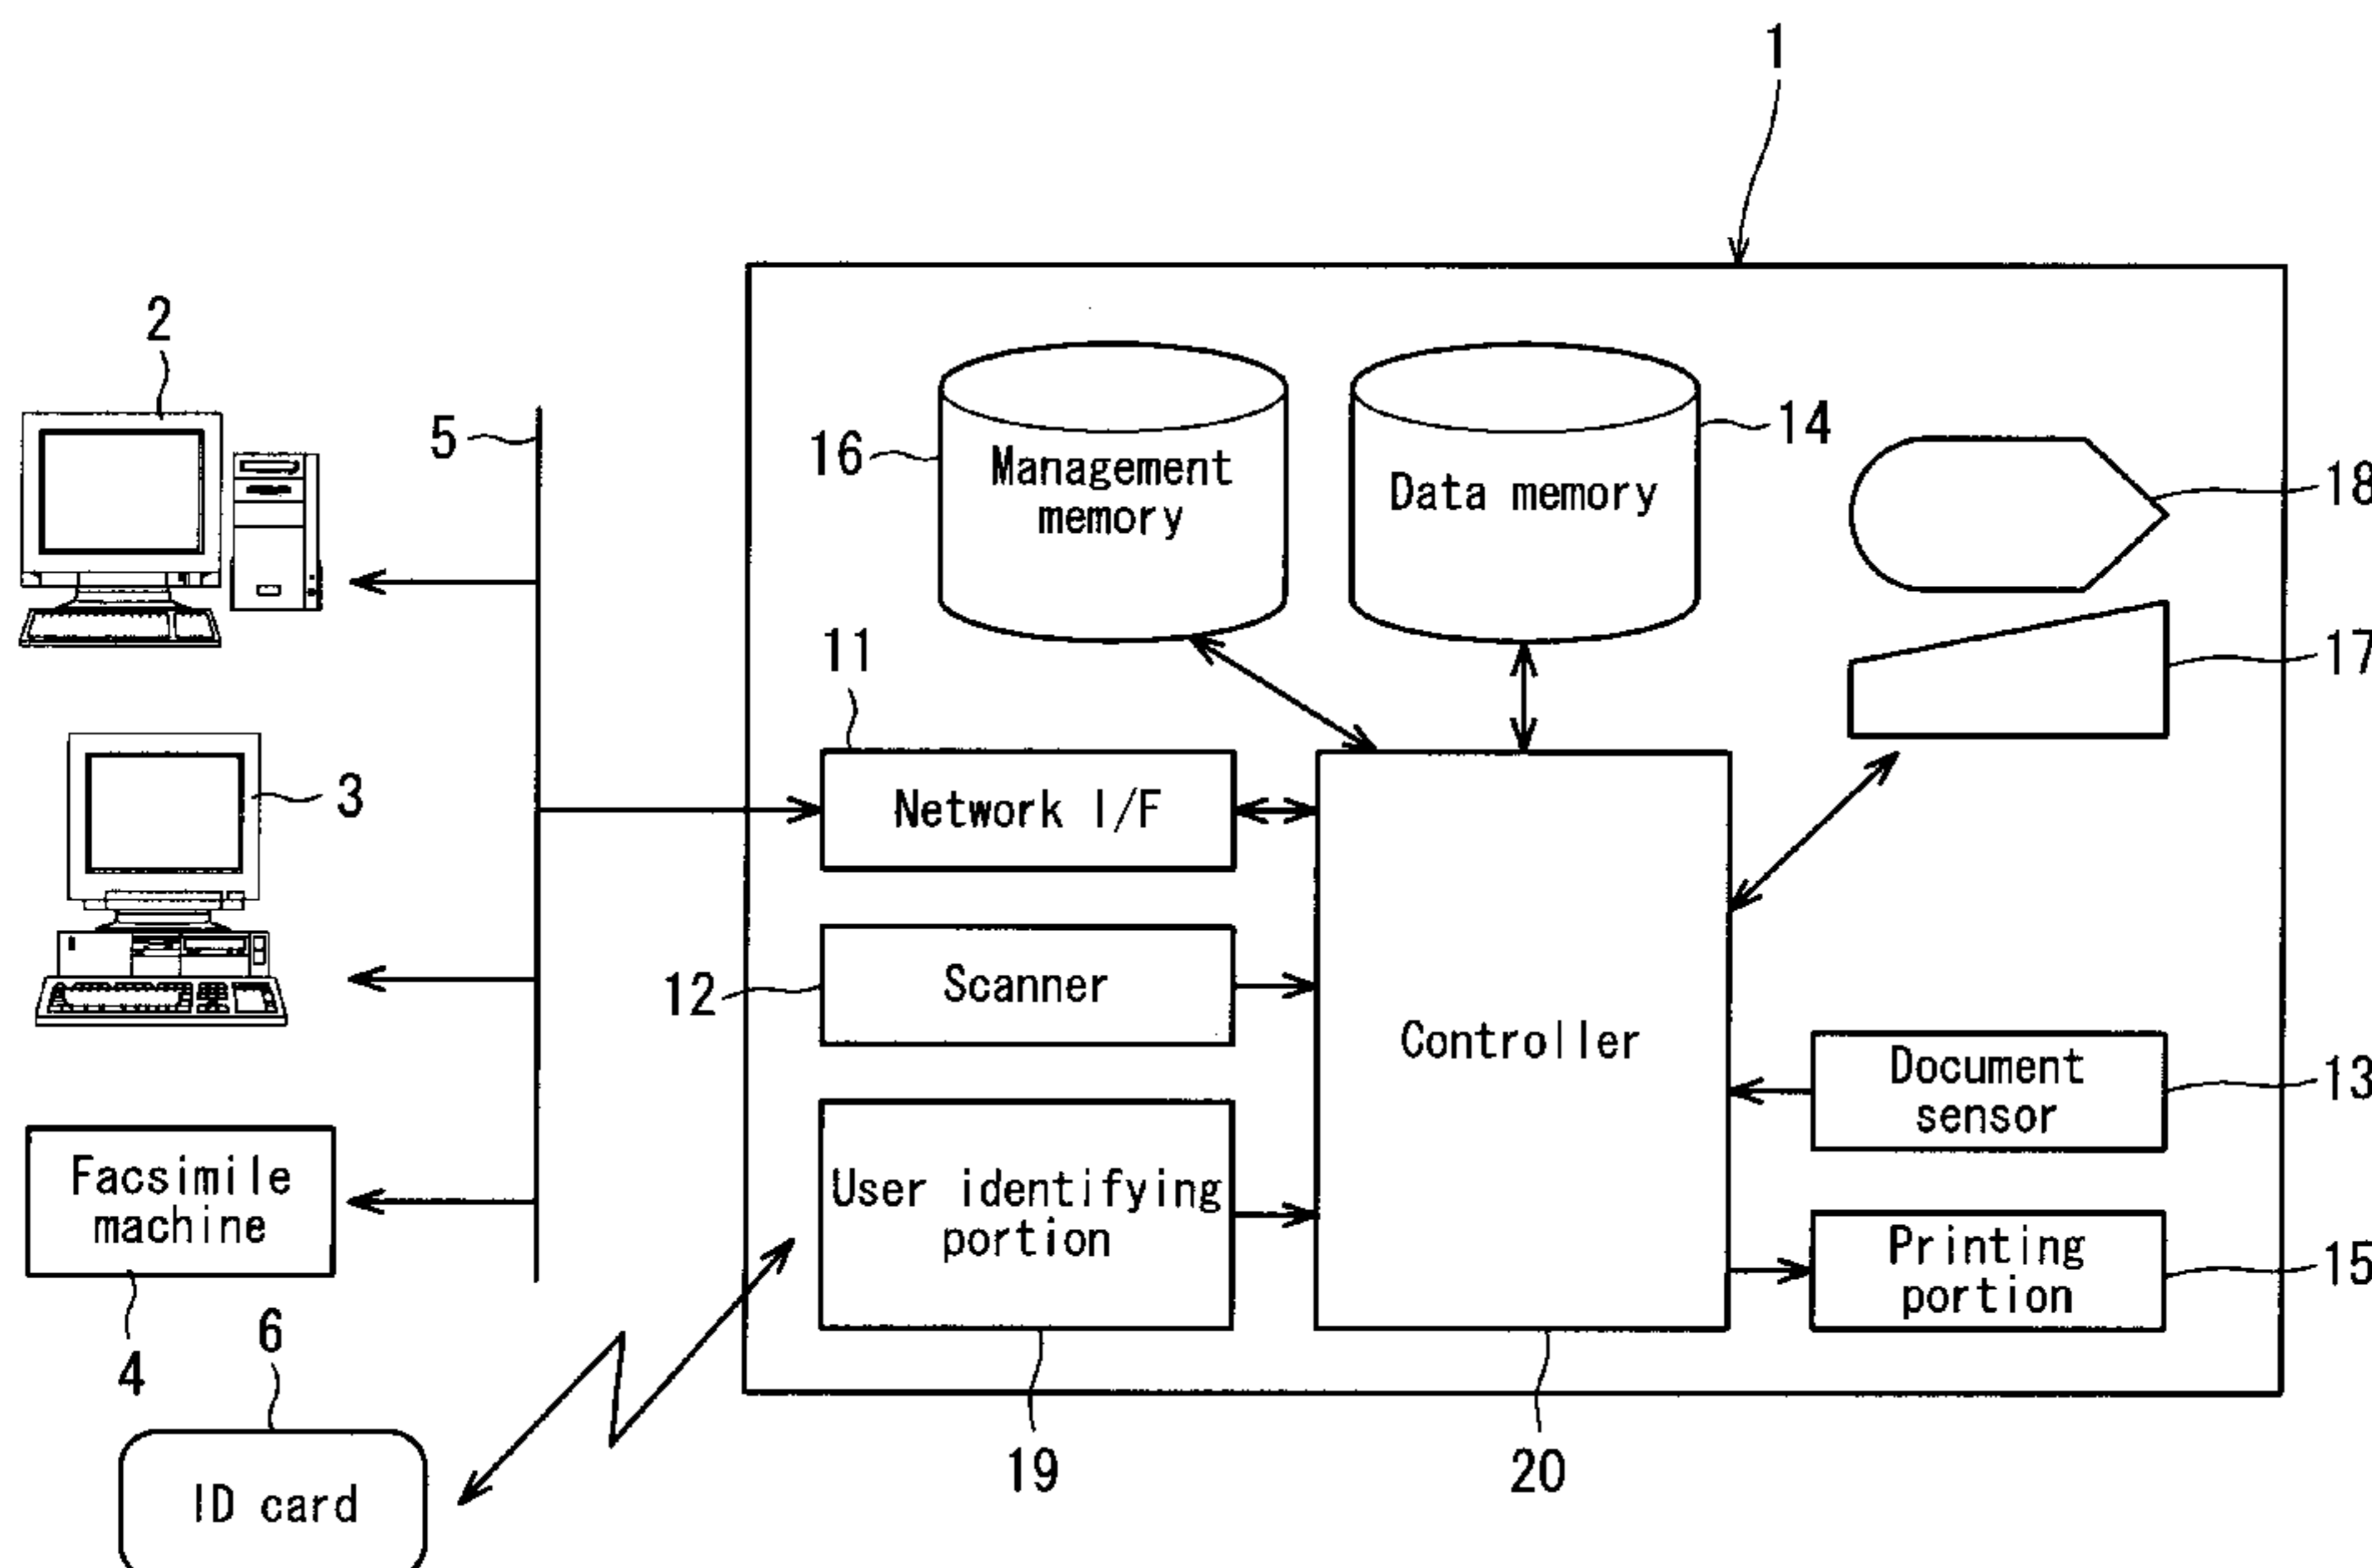 1
2
5
16
Management
memory
Data memory
14
18
11
17
3
Network I/F
12
Scanner
Controller
Document
sensor
13
Facsimile
machine
User identifying
portion
Printing
portion
15
4
6
19
20
ID card